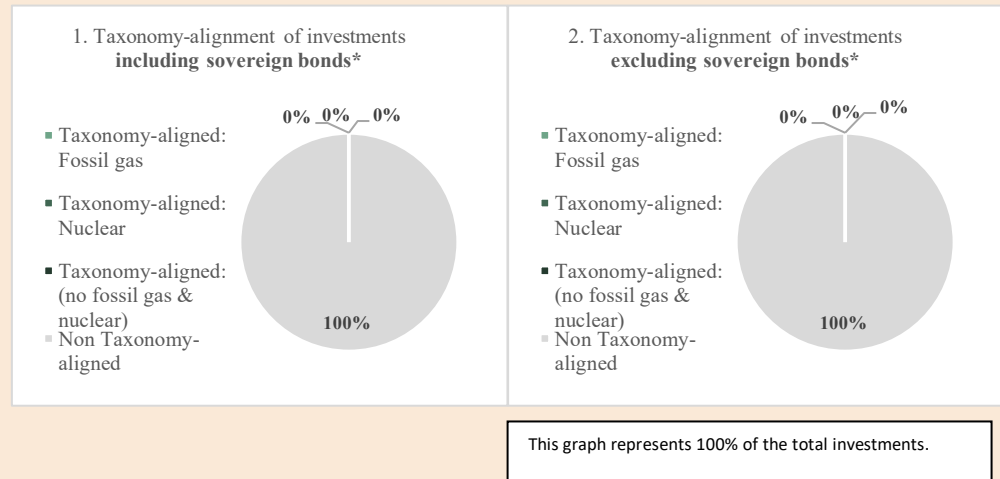 1. Taxonomy-alignment of investments
including sovereign bonds*
0% 0% 0%
Taxonomy-aligned:
Fossil gas
Taxonomy-aligned:
Nuclear
Taxonomy-aligned:
(no fossil gas &
nuclear)
Non Taxonomy-
aligned
100%
2. Taxonomy-alignment of investments
excluding sovereign bonds*
0% 0% 0%
Taxonomy-aligned:
Fossil gas
Taxonomy-aligned:
Nuclear
Taxonomy-aligned:
(no fossil gas &
nuclear)
Non Taxonomy-
aligned
100%
This graph represents 100% of the total investments.